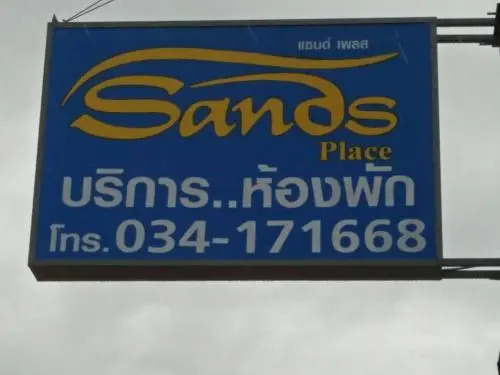 แซนด์ เพลส
Sands
Place
บริการ..ห้องพัก
โทร. 034-171668